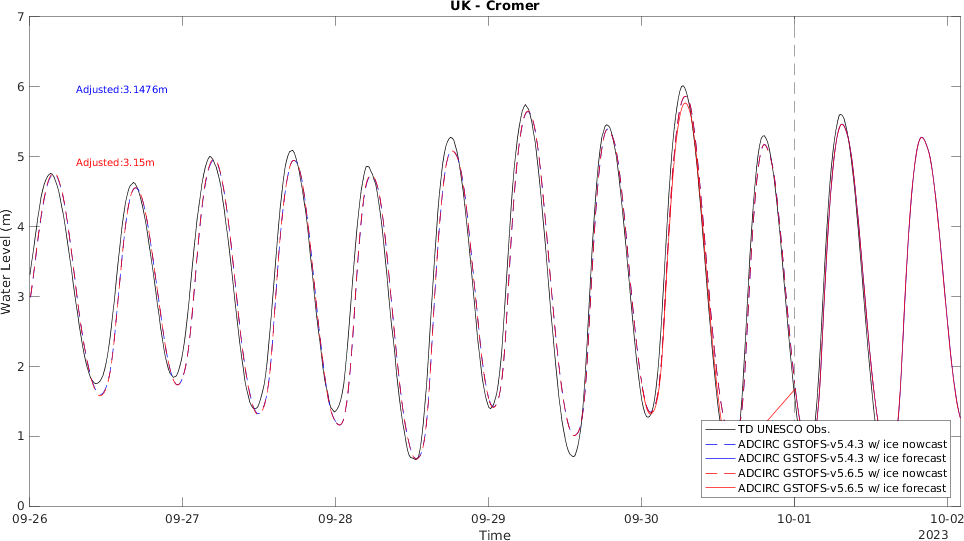 UK - Cromer
7
6
5
4
3
2
1
0
Water Level (m)
Adjusted:3.1476m
Adjusted:3.15m
TD UNESCO Obs.
ADCIRC GSTOFS-v5.4.3 w/ ice nowcast
ADCIRC GSTOFS-v5.4.3 w/ ice forecast
ADCIRC GSTOFS-v5.6.5 w/ ice nowcast
ADCIRC GSTOFS-v5.6.5 w/ ice forecast
09-26 09-27 09-28 09-29 09-30 10-01 10-02
Time
2023